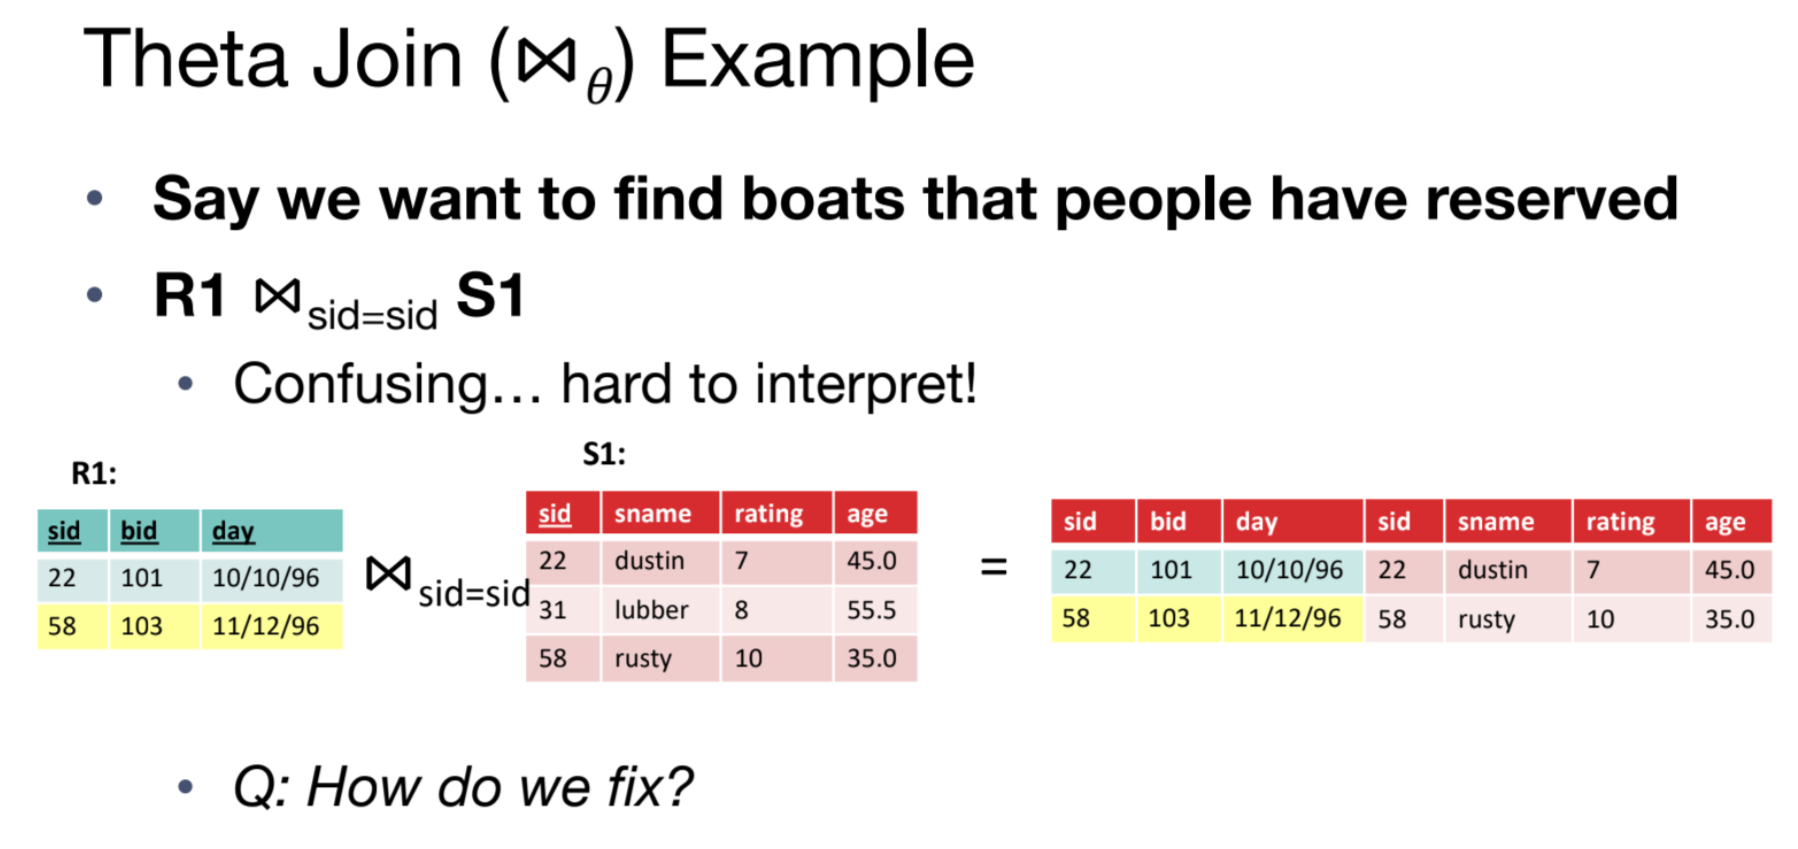 Theta Join (⋈θ) Example
• Say we want to find boats that people have reserved
• R1 ⋈sid=sid S1
• Confusing… hard to interpret!
R1:
sid bid day
22 101 10/10/96
58 103 11/12/96
⋈sid=sid
S1:
sid sname rating age
22 dustin 7 45.0
31 lubber 8 55.5
58 rusty 10 35.0
=
sid bid day sid sname rating age
22 101 10/10/96 22 dustin 7 45.0
58 103 11/12/96 58 rusty 10 35.0
• Q: How do we fix?